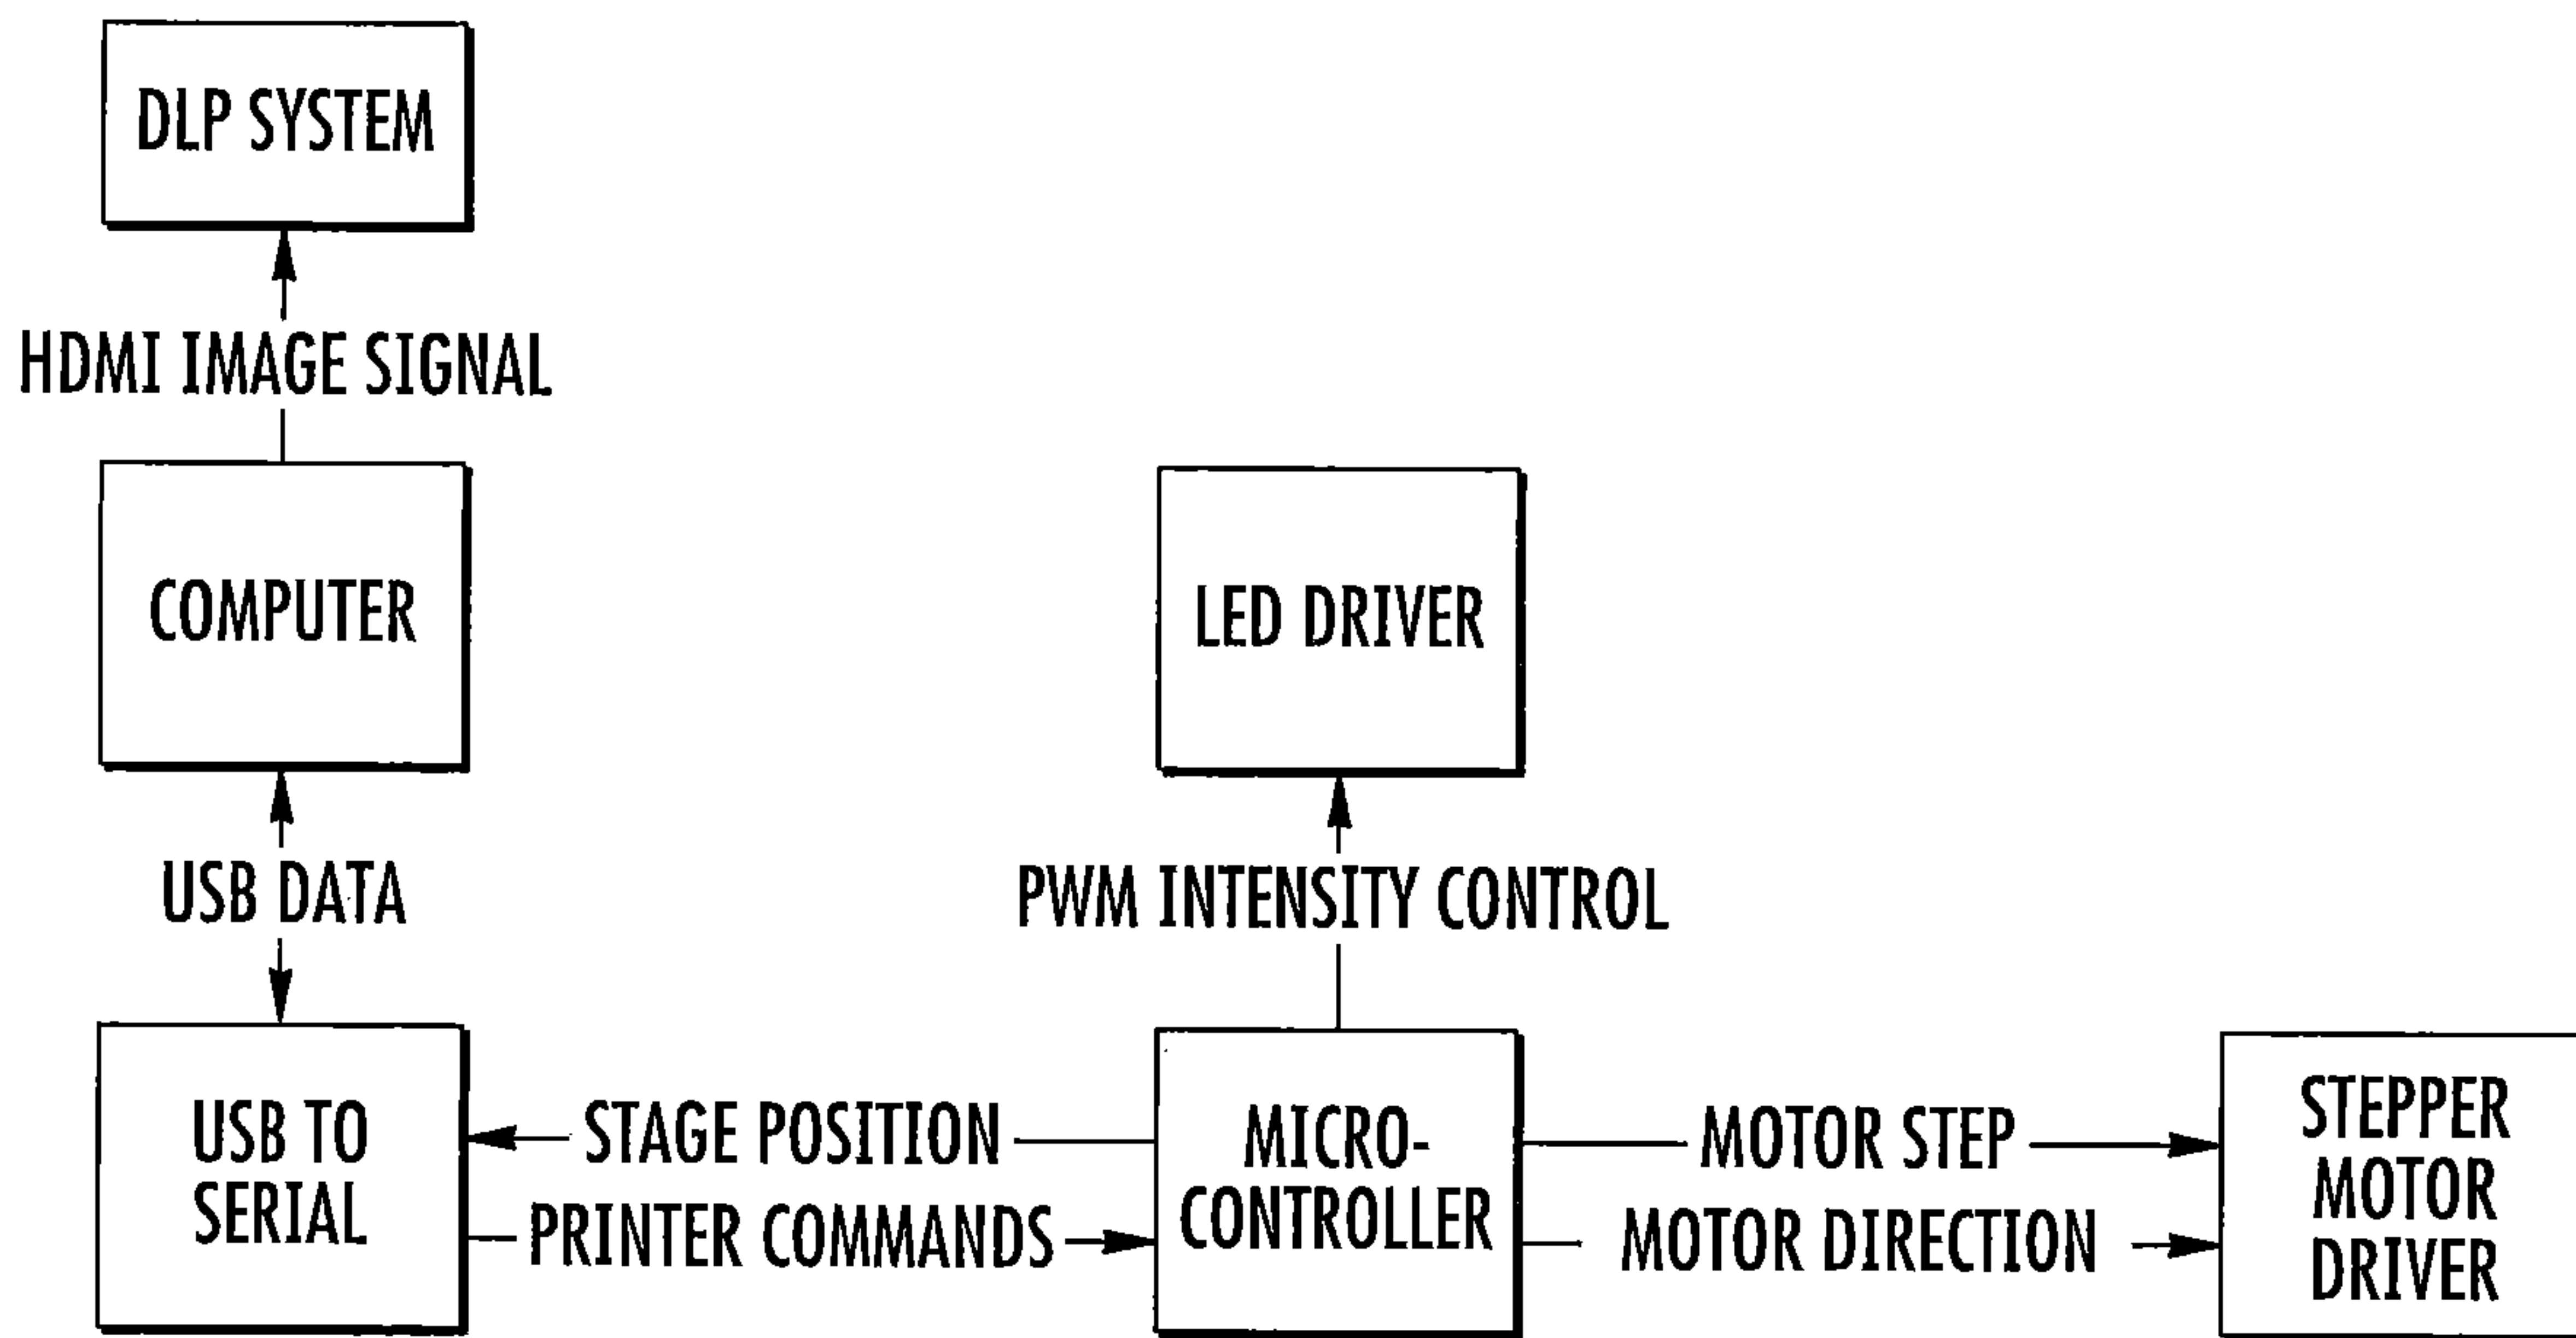 DLP SYSTEM
HDMI IMAGE SIGNAL
COMPUTER
LED DRIVER
USB DATA
PWM INTENSITY CONTROL
USB TO
SERIAL
STAGE POSITION
PRINTER COMMANDS
MICRO-
CONTROLLER
MOTOR STEP
MOTOR DIRECTION
STEPPER
MOTOR
DRIVER